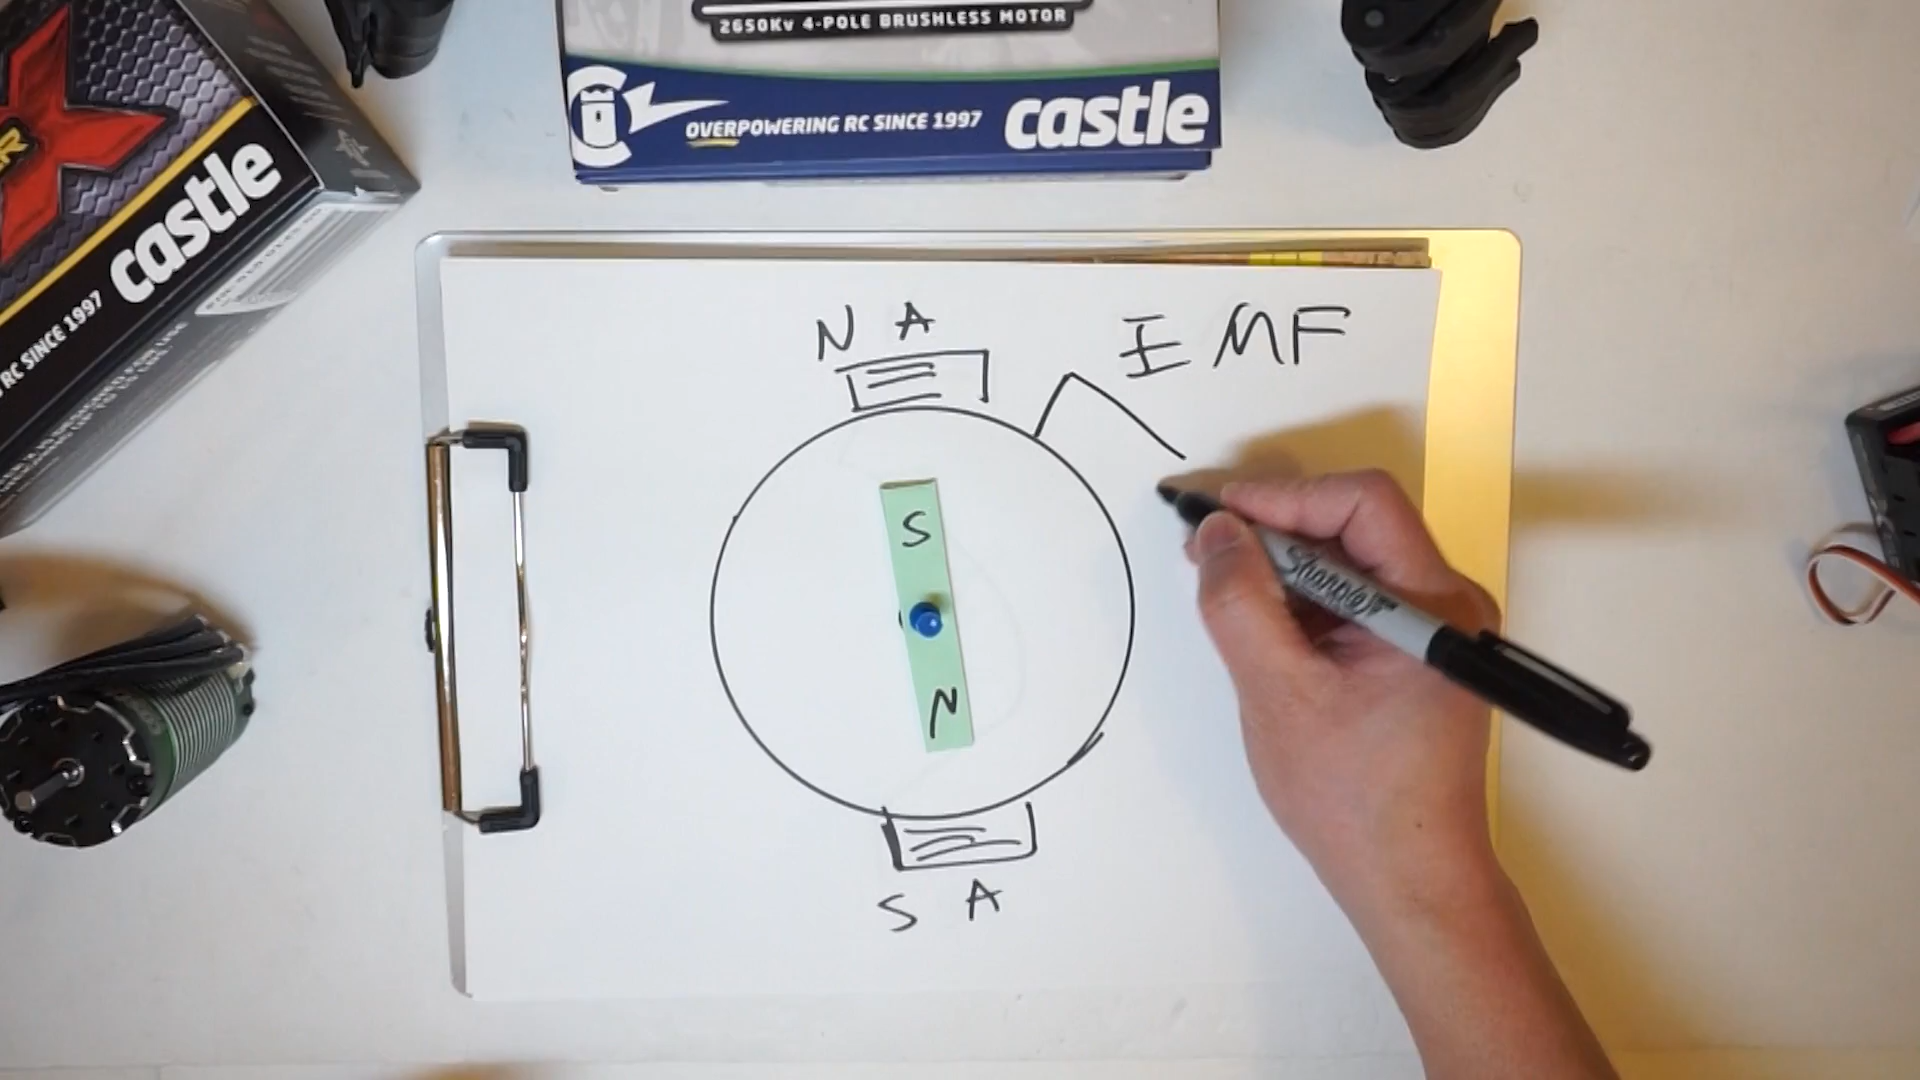 2650Kv 4-POLE BRUSHLESS MOTOR
OVERPOWERING RC SINCE 1997
castle
castle
RC SINCE 1997
N A
EMF
S
N
S A
Sharpie